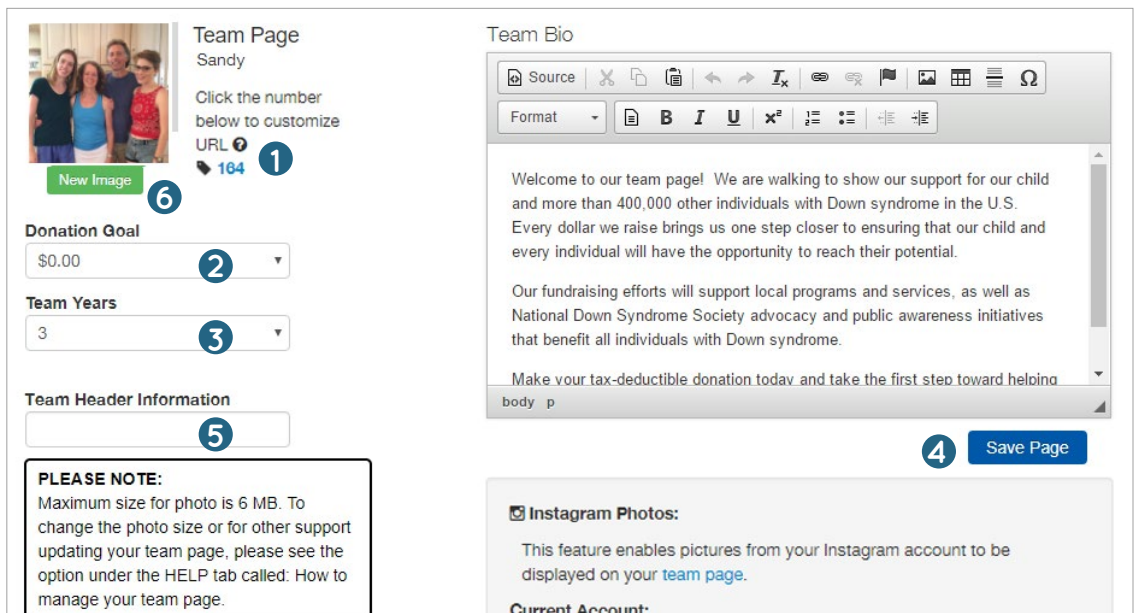 Team Page
Sandy
Click the number
below to customize
URL ?
164
1
New Image
6
Donation Goal
$0.00
2
Team Years
3
3
Team Header Information
5
PLEASE NOTE:
Maximum size for photo is 6 MB. To
change the photo size or for other support
updating your team page, please see the
option under the HELP tab called: How to
manage your team page.
Team Bio
Source
Format
B I U x²
Welcome to our team page!  We are walking to show our support for our child
and more than 400,000 other individuals with Down syndrome in the U.S.
Every dollar we raise brings us one step closer to ensuring that our child and
every individual will have the opportunity to reach their potential.
Our fundraising efforts will support local programs and services, as well as
National Down Syndrome Society advocacy and public awareness initiatives
that benefit all individuals with Down syndrome.
Make your tax-deductible donation today and take the first step toward helping
body p
4
Save Page
Instagram Photos:
This feature enables pictures from your Instagram account to be
displayed on your team page.
Current Account: